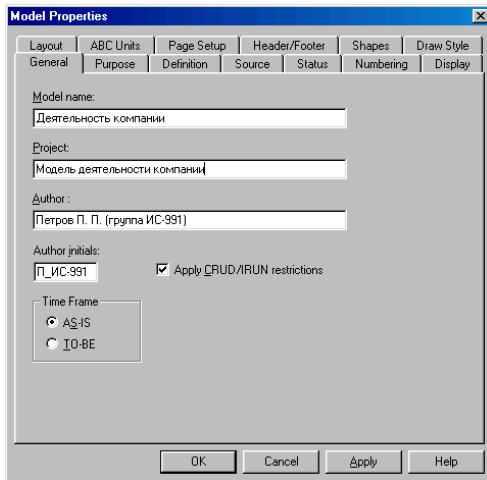 Model Properties
Layout ABC Units Page Setup Header/Footer Shapes Draw Style
General Purpose Definition Source Status Numbering Display
Model name:
Деятельность компании
Project:
Модель деятельности компании
Author :
Петров П. П. (группа ИС-991)
Author initials:
П_ИС-991 Apply CRUD/IRUN restrictions
Time Frame
AS-IS
TO-BE
OK Cancel Apply Help